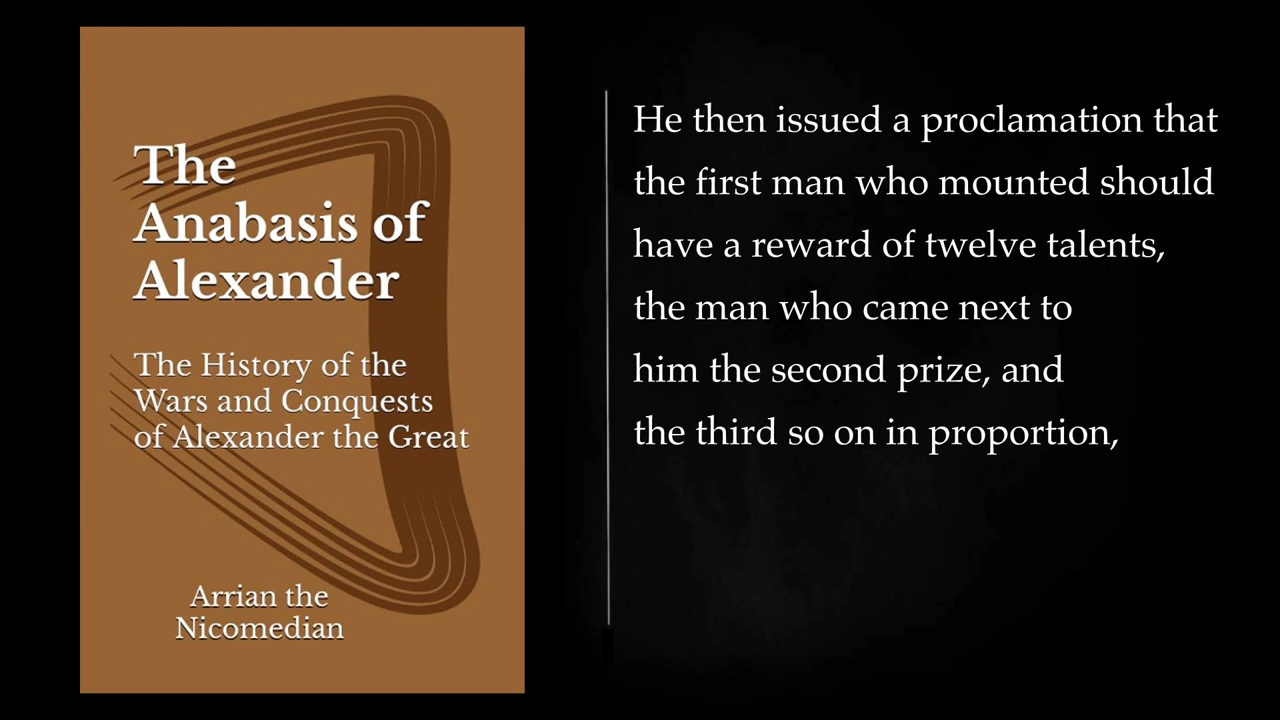 The
Anabasis of
Alexander
The History of the
Wars and Conquests
of Alexander the Great
Arrian the
Nicomedian
He then issued a proclamation that
the first man who mounted should
have a reward of twelve talents,
the man who came next to
him the second prize, and
the third so on in proportion,